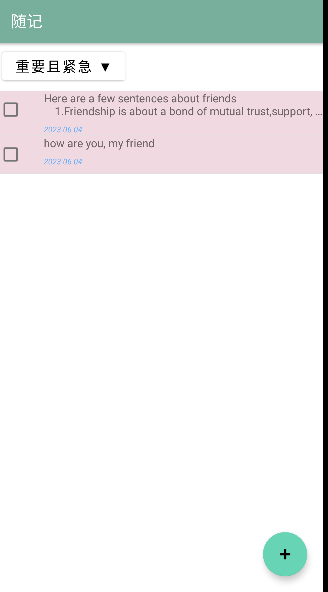 随记
重要且紧急 ▼
Here are a few sentences about friends
1.Friendship is about a bond of mutual trust,support, ...
2023-06-04
how are you, my friend
2023-06-04
+